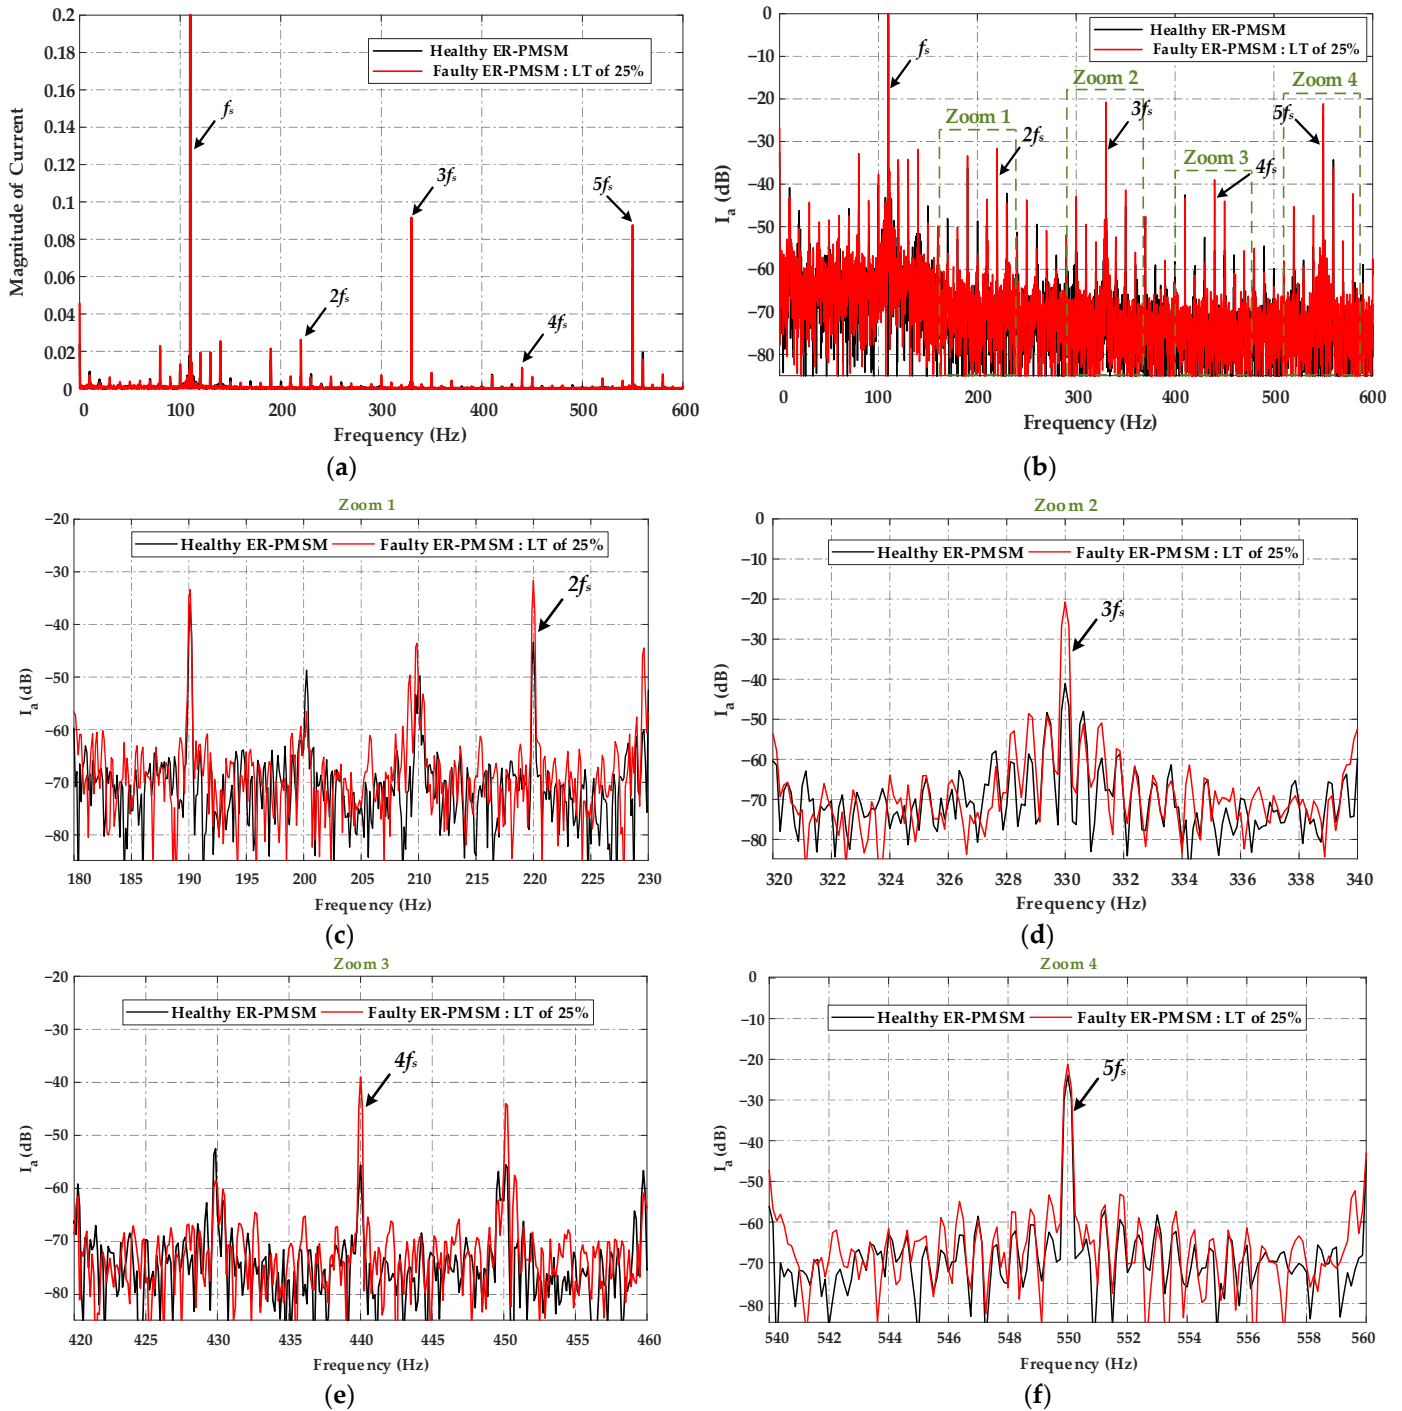 0.2
0.18
0.16
0.14
0.12
0.1
0.08
0.06
0.04
0.02
0
Magnitude of Current
Healthy ER-PMSM
Faulty ER-PMSM : LT of 25%
fs
2fs
3fs
4fs
5fs
0 100 200 300 400 500 600
Frequency (Hz)
(a)
0
−10
−20
−30
−40
−50
−60
−70
−80
Ia (dB)
Healthy ER-PMSM
Faulty ER-PMSM : LT of 25%
fs
Zoom 1
2fs
Zoom 2
3fs
Zoom 3
4fs
Zoom 4
5fs
0 100 200 300 400 500 600
Frequency (Hz)
(b)
Zoom 1
−20
−30
−40
−50
−60
−70
−80
Ia (dB)
Healthy ER-PMSM Faulty ER-PMSM : LT of 25%
2fs
180 185 190 195 200 205 210 215 220 225 230
Frequency (Hz)
(c)
Zoom 2
0
−10
−20
−30
−40
−50
−60
−70
−80
Ia (dB)
Healthy ER-PMSM Faulty ER-PMSM : LT of 25%
3fs
320 322 324 326 328 330 332 334 336 338 340
Frequency (Hz)
(d)
Zoom 3
−20
−30
−40
−50
−60
−70
−80
Ia (dB)
Healthy ER-PMSM Faulty ER-PMSM : LT of 25%
4fs
420 425 430 435 440 445 450 455 460
Frequency (Hz)
(e)
Zoom 4
0
−10
−20
−30
−40
−50
−60
−70
−80
Ia (dB)
Healthy ER-PMSM Faulty ER-PMSM : LT of 25%
5fs
540 542 544 546 548 550 552 554 556 558 560
Frequency (Hz)
(f)